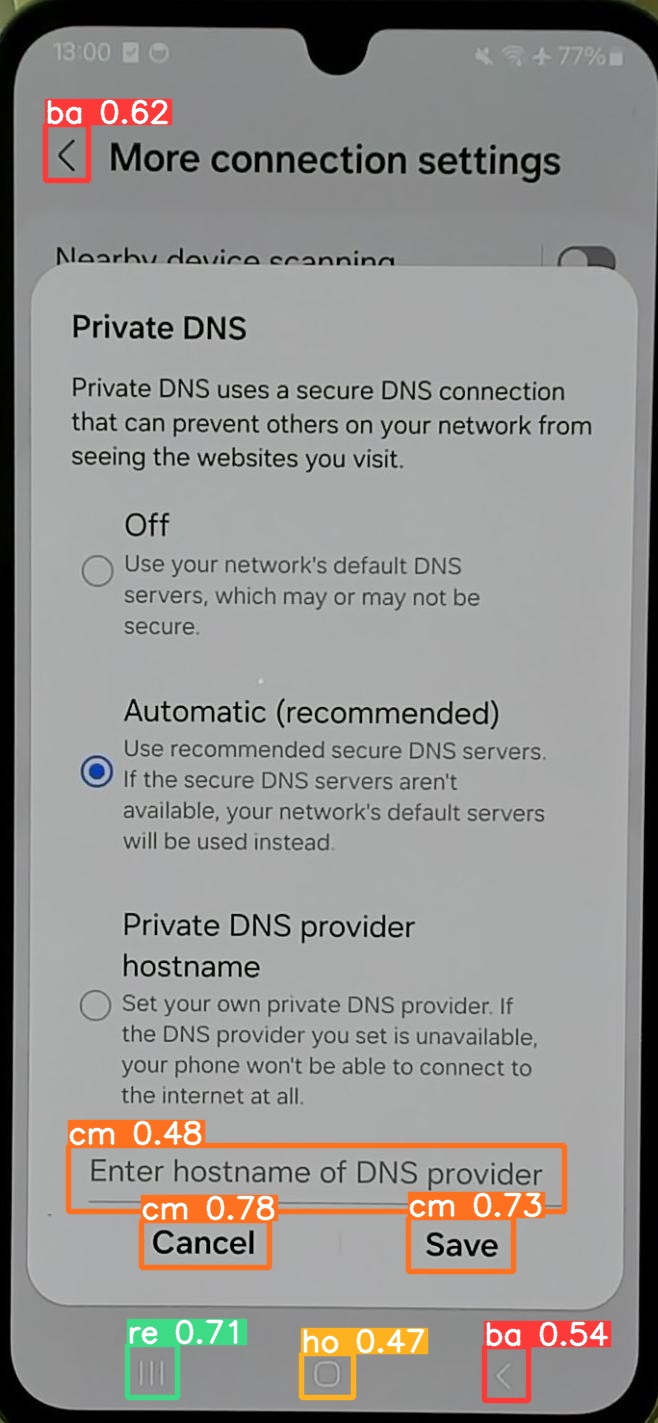 13:00 77%
ba 0.62
More connection settings
Nearby device scanning
Private DNS
Private DNS uses a secure DNS connection
that can prevent others on your network from
seeing the websites you visit.
Off
Use your network's default DNS
servers, which may or may not be
secure.
Automatic (recommended)
Use recommended secure DNS servers.
If the secure DNS servers aren't
available, your network's default servers
will be used instead.
Private DNS provider
hostname
Set your own private DNS provider. If
the DNS provider you set is unavailable,
your phone won't be able to connect to
the internet at all.
cm 0.48
Enter hostname of DNS provider
cm 0.78 cm 0.73
Cancel Save
re 0.71 ho 0.47 ba 0.54